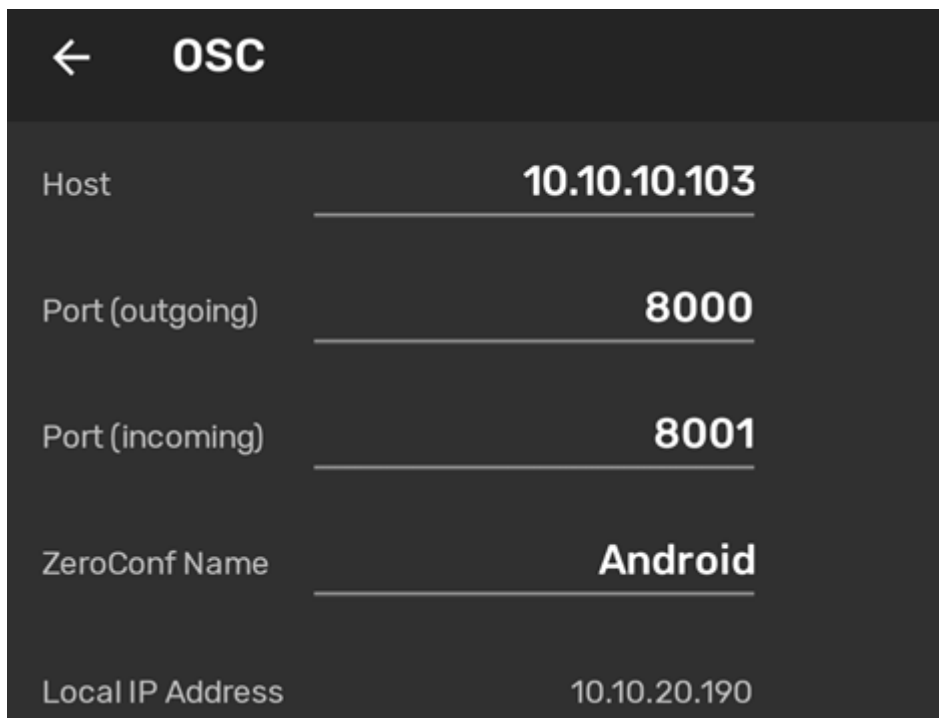 OSC
Host 10.10.10.103
Port (outgoing) 8000
Port (incoming) 8001
ZeroConf Name Android
Local IP Address 10.10.20.190